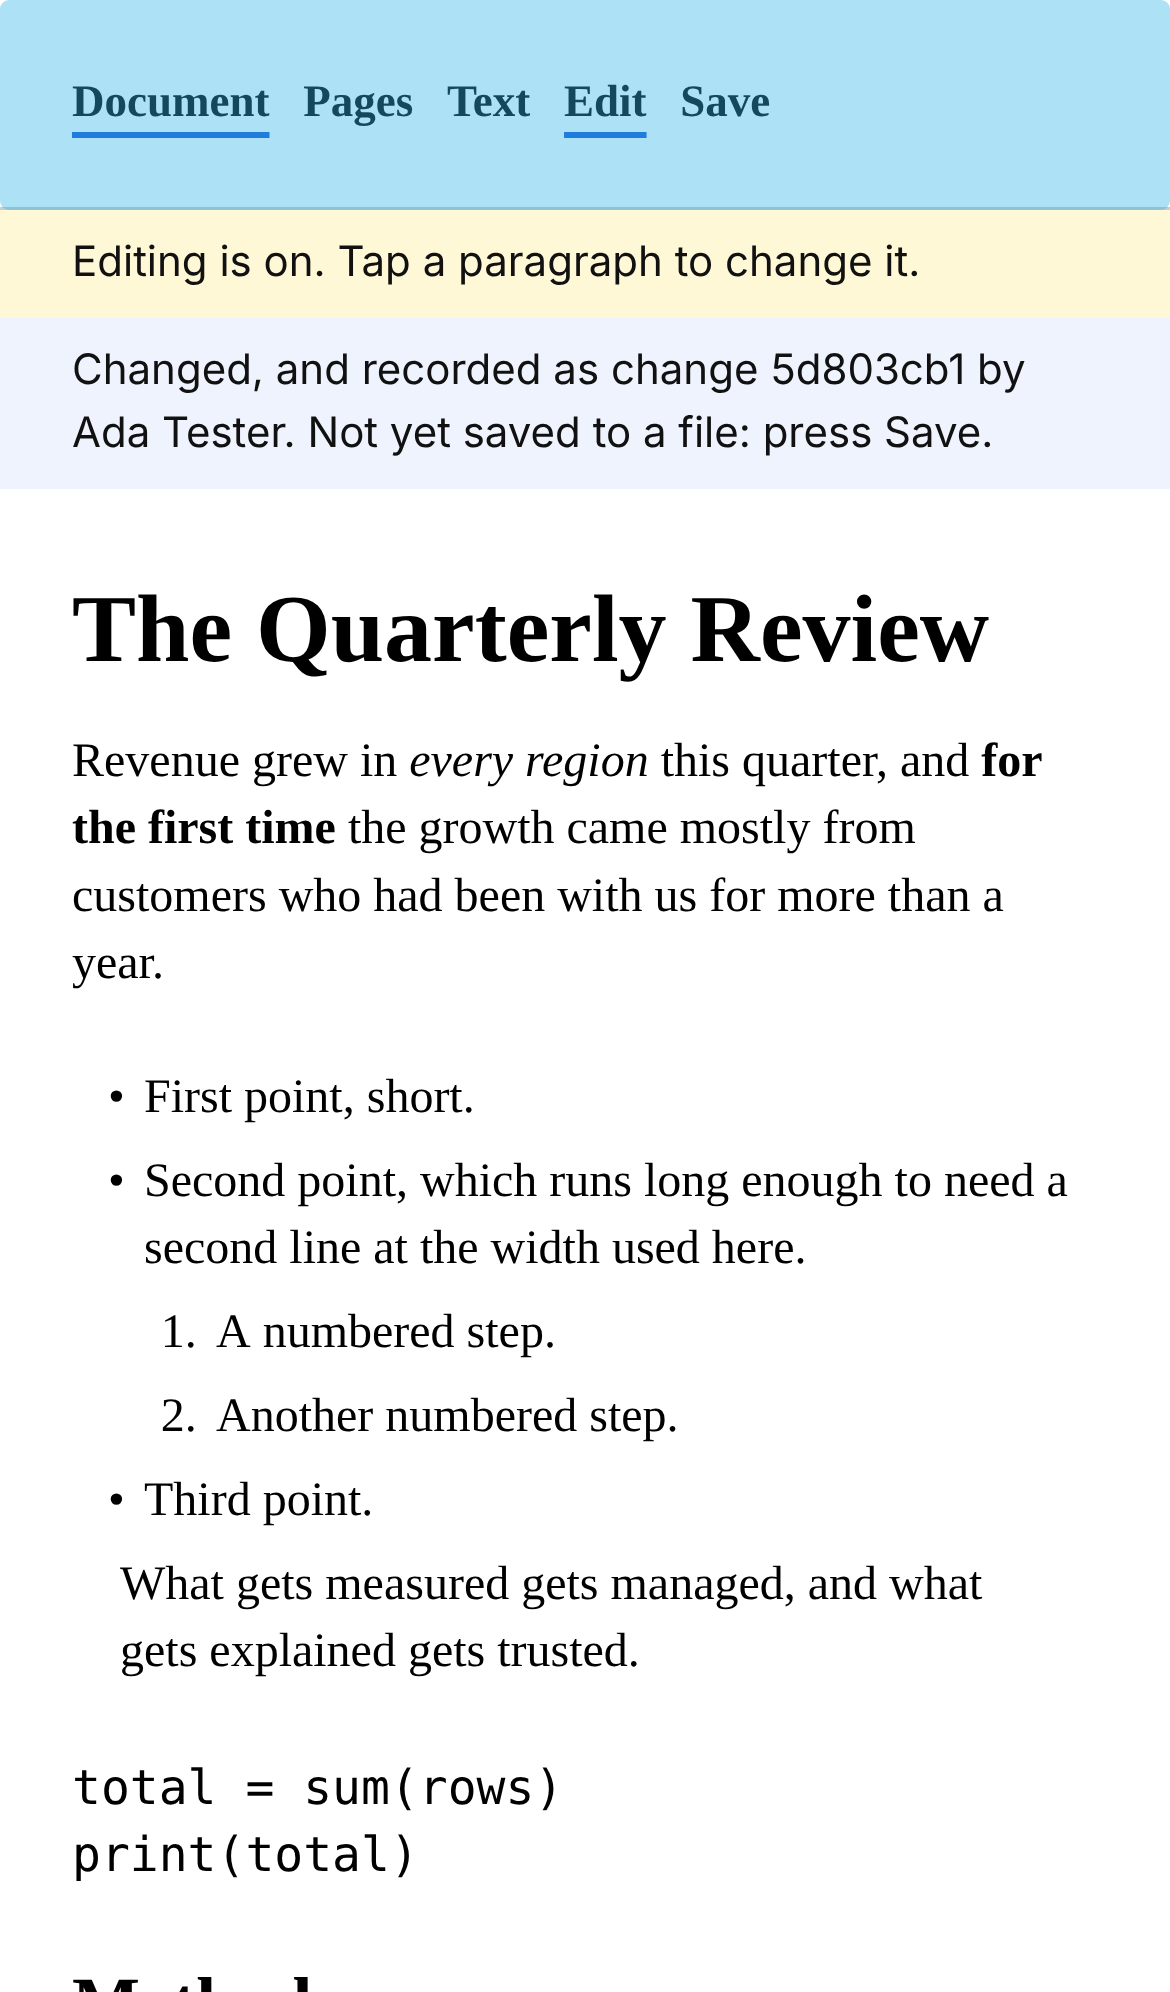 Document Pages Text Edit Save
Editing is on. Tap a paragraph to change it.
Changed, and recorded as change 5d803cb1 by
Ada Tester. Not yet saved to a file: press Save.
The Quarterly Review
Revenue grew in every region this quarter, and for
the first time the growth came mostly from
customers who had been with us for more than a
year.
• First point, short.
• Second point, which runs long enough to need a
second line at the width used here.
1. A numbered step.
2. Another numbered step.
• Third point.
What gets measured gets managed, and what
gets explained gets trusted.
total = sum(rows)
print(total)